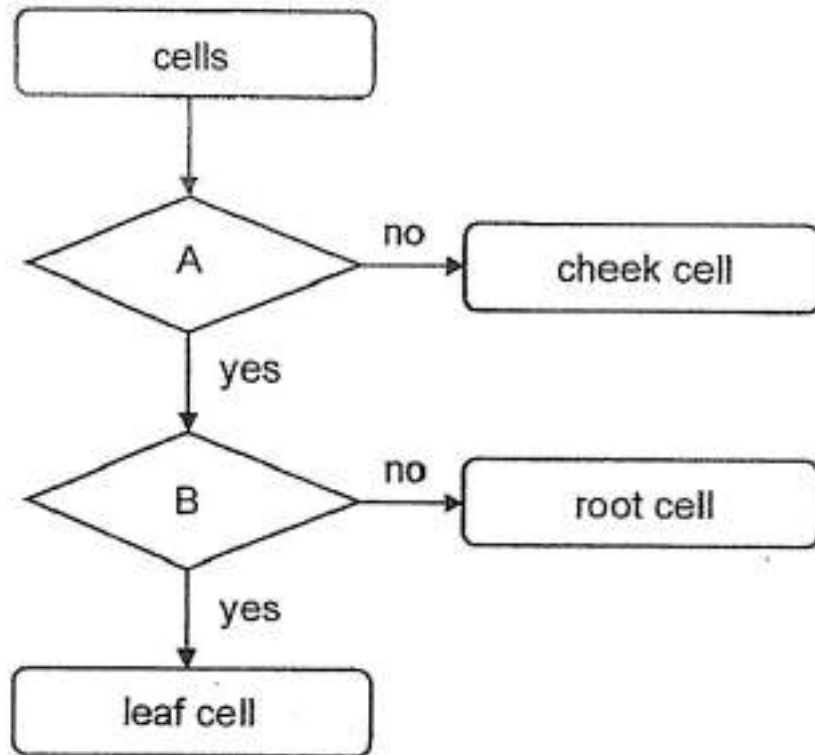 cells
A
no
cheek cell
yes
B
no
root cell
yes
leaf cell